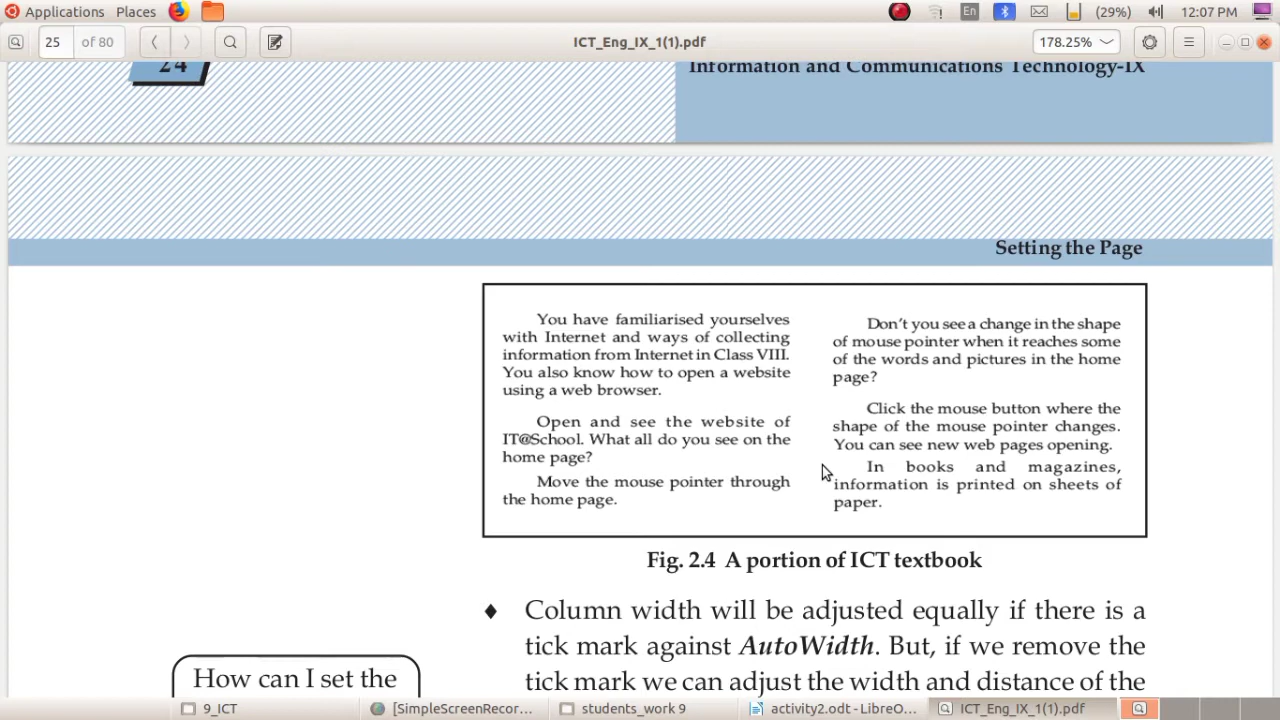 Applications Places En (29%) 12:07 PM
25 of 80 ICT_Eng_IX_1(1).pdf 178.25%
24
Information and Communications Technology-IX
Setting the Page
You have familiarised yourselves
with Internet and ways of collecting
information from Internet in Class VIII.
You also know how to open a website
using a web browser.
Open and see the website of
IT@School. What all do you see on the
home page?
Move the mouse pointer through
the home page.
Don't you see a change in the shape
of mouse pointer when it reaches some
of the words and pictures in the home
page?
Click the mouse button where the
shape of the mouse pointer changes.
You can see new web pages opening.
In books and magazines,
information is printed on sheets of
paper.
Fig. 2.4 A portion of ICT textbook
♦ Column width will be adjusted equally if there is a
tick mark against AutoWidth. But, if we remove the
tick mark we can adjust the width and distance of the
How can I set the
9_ICT [SimpleScreenRecor... students_work 9 activity2.odt - LibreO... ICT_Eng_IX_1(1).pdf